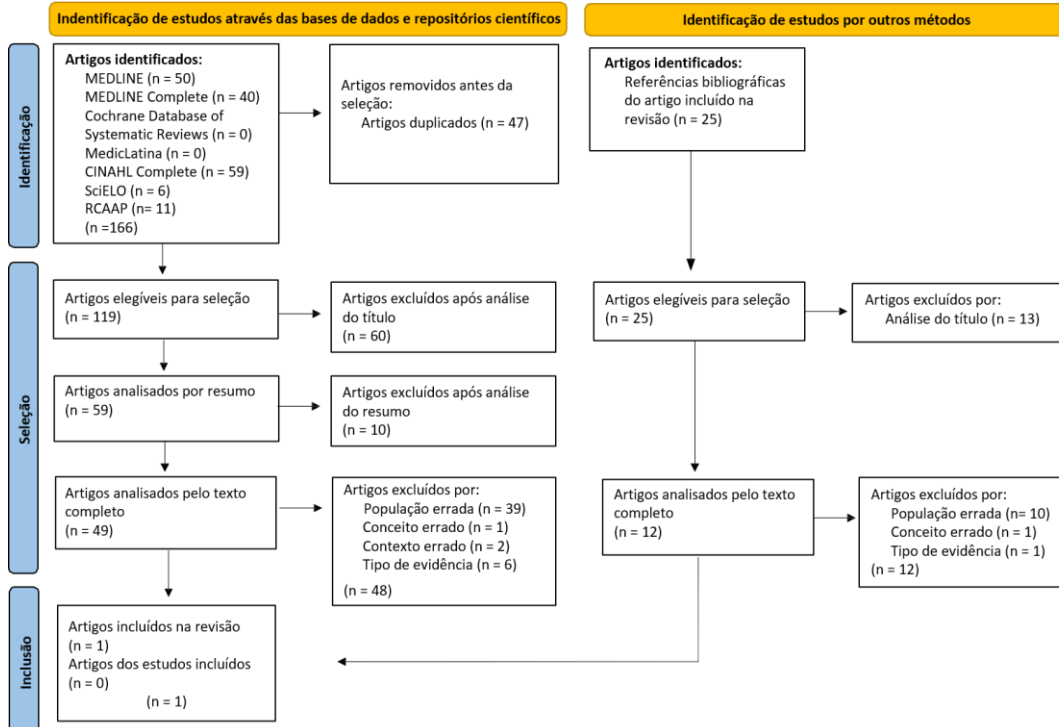 Indentificação de estudos através das bases de dados e repositórios científicos
Identificação de estudos por outros métodos
Identificação
Artigos identificados:
MEDLINE (n = 50)
MEDLINE Complete (n = 40)
Cochrane Database of
Systematic Reviews (n = 0)
MedicLatina (n = 0)
CINAHL Complete (n = 59)
SciELO (n = 6)
RCAAP (n= 11)
(n =166)
Artigos removidos antes da
seleção:
Artigos duplicados (n = 47)
Artigos identificados:
Referências bibliográficas
do artigo incluído na
revisão (n = 25)
Seleção
Artigos elegíveis para seleção
(n = 119)
Artigos excluídos após análise
do título
(n = 60)
Artigos elegíveis para seleção
(n = 25)
Artigos excluídos por:
Análise do título (n = 13)
Artigos analisados por resumo
(n = 59)
Artigos excluídos após análise
do resumo
(n = 10)
Artigos analisados pelo texto
completo
(n = 49)
Artigos excluídos por:
População errada (n = 39)
Conceito errado (n = 1)
Contexto errado (n = 2)
Tipo de evidência (n = 6)
(n = 48)
Artigos analisados pelo texto
completo
(n = 12)
Artigos excluídos por:
População errada (n= 10)
Conceito errado (n = 1)
Tipo de evidência (n = 1)
(n = 12)
Inclusão
Artigos incluídos na revisão
(n = 1)
Artigos dos estudos incluídos
(n = 0)
(n = 1)